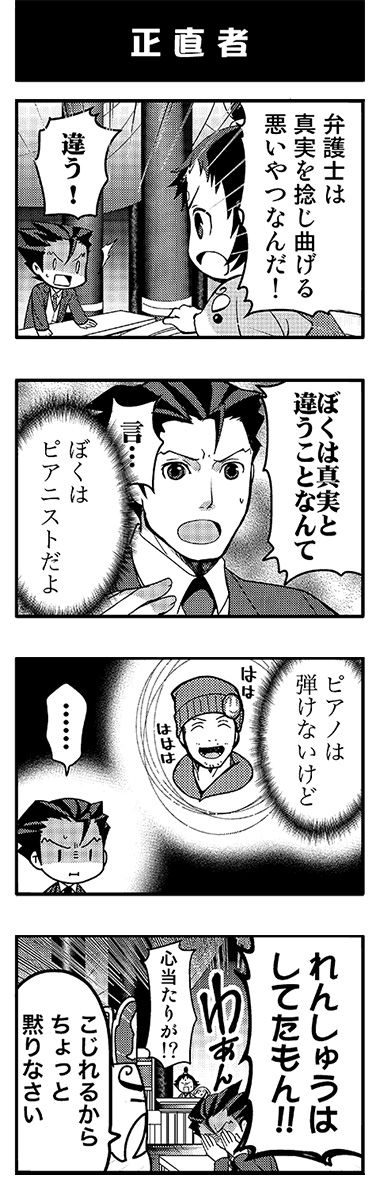 正直者
弁護士は
真実を捻じ曲げる
悪いやつなんだ！
違う！
ぼくは真実と
違うことなんて
言…
ぼくは
ピアニストだよ
ピアノは
弾けないけど
はは
ははは
……
れんしゅうは
してたもん!!
わあん
心当たりが!?
こじれるから
ちょっと
黙りなさい